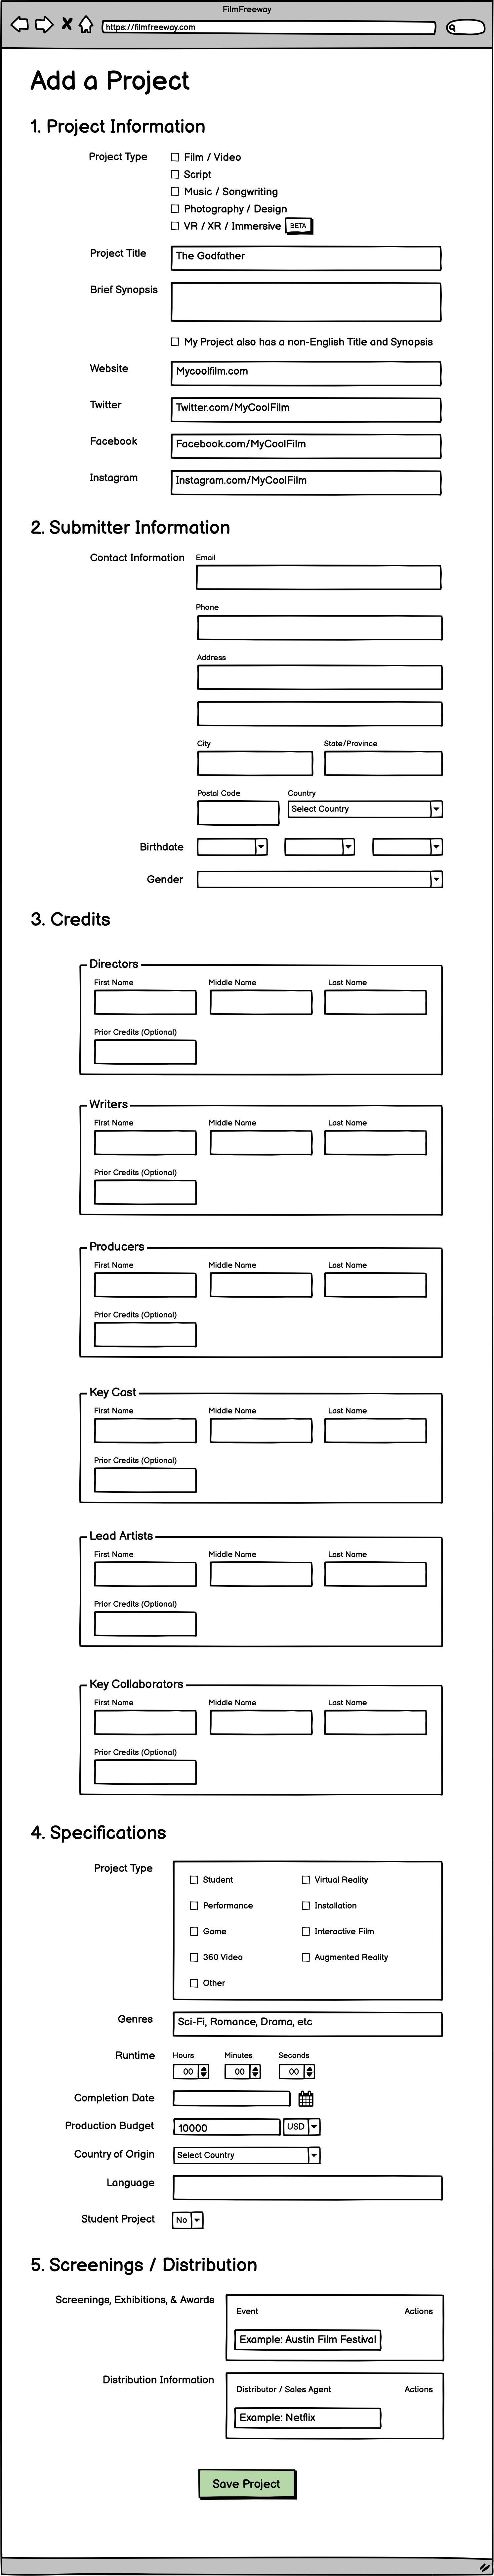 FilmFreeway
https://filmfreeway.com
Add a Project
1. Project Information
Project Type
Film / Video
Script
Music / Songwriting
Photography / Design
VR / XR / Immersive BETA
Project Title The Godfather
Brief Synopsis
My Project also has a non-English Title and Synopsis
Website Mycoolfilm.com
Twitter Twitter.com/MyCoolFilm
Facebook Facebook.com/MyCoolFilm
Instagram Instagram.com/MyCoolFilm
2. Submitter Information
Contact Information Email
Phone
Address
City State/Province
Postal Code Country
Select Country
Birthdate
Gender
3. Credits
Directors
First Name Middle Name Last Name
Prior Credits (Optional)
Writers
First Name Middle Name Last Name
Prior Credits (Optional)
Producers
First Name Middle Name Last Name
Prior Credits (Optional)
Key Cast
First Name Middle Name Last Name
Prior Credits (Optional)
Lead Artists
First Name Middle Name Last Name
Prior Credits (Optional)
Key Collaborators
First Name Middle Name Last Name
Prior Credits (Optional)
4. Specifications
Project Type
Student Virtual Reality
Performance Installation
Game Interactive Film
360 Video Augmented Reality
Other
Genres Sci-Fi, Romance, Drama, etc
Runtime Hours Minutes Seconds
00 00 00
Completion Date
Production Budget 10000 USD
Country of Origin Select Country
Language
Student Project No
5. Screenings / Distribution
Screenings, Exhibitions, & Awards
Event Actions
Example: Austin Film Festival
Distribution Information
Distributor / Sales Agent Actions
Example: Netflix
Save Project